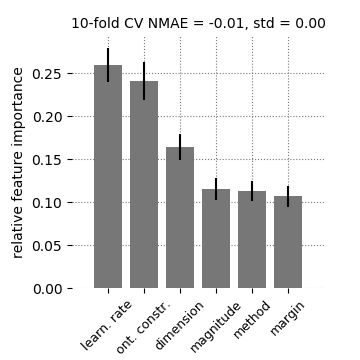 10-fold CV NMAE = -0.01, std = 0.00
relative feature importance
0.25
0.20
0.15
0.10
0.05
0.00
learn. rate
ont. constr.
dimension
magnitude
method
margin